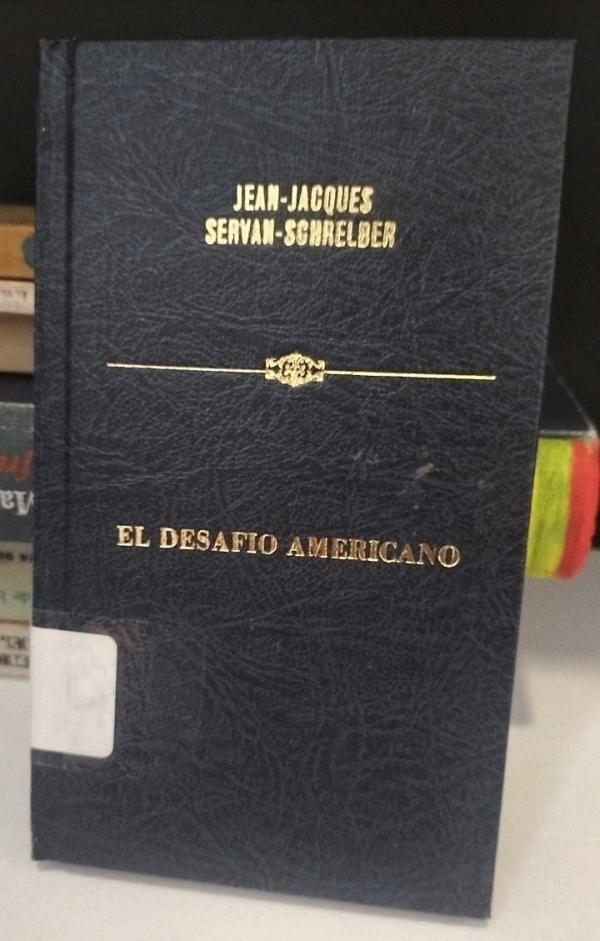 JEAN-JACQUES
SERVAN-SCHRELBER
EL DESAFIO AMERICANO